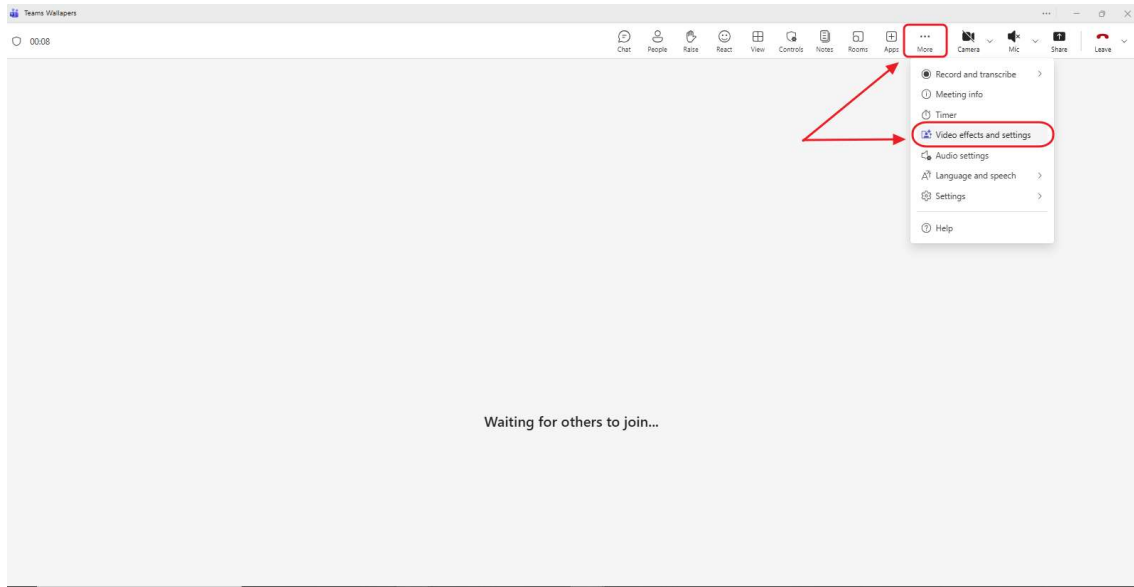 Teams Wallapers
00:08
Chat People Raise React View Controls Notes Rooms Apps More Camera Mic Share Leave
Record and transcribe
Meeting info
Timer
Video effects and settings
Audio settings
Language and speech
Settings
Help
Waiting for others to join...